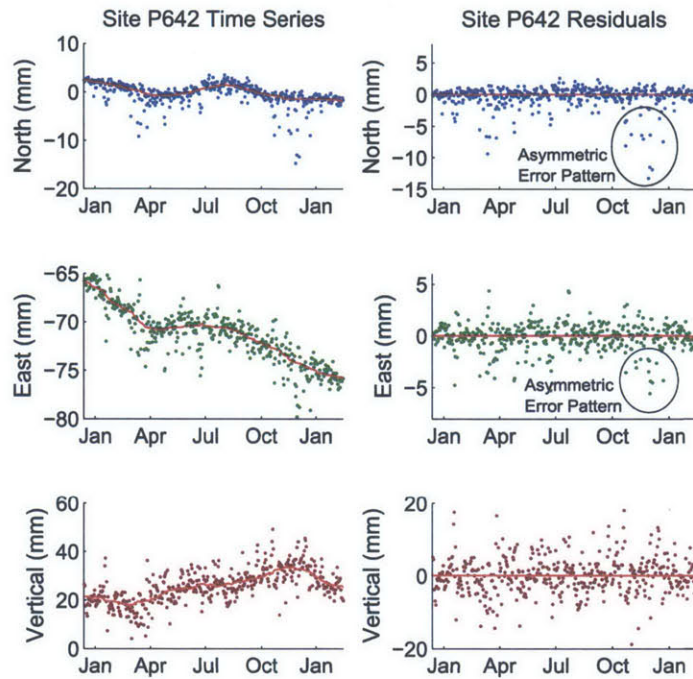 Site P642 Time Series
Site P642 Residuals
North (mm)
10
0
−10
−20
Jan Apr Jul Oct Jan
North (mm)
5
0
−5
−10
−15
Asymmetric
Error Pattern
Jan Apr Jul Oct Jan
East (mm)
−65
−70
−75
−80
Jan Apr Jul Oct Jan
East (mm)
5
0
−5
Asymmetric
Error Pattern
Jan Apr Jul Oct Jan
Vertical (mm)
60
40
20
0
Jan Apr Jul Oct Jan
Vertical (mm)
20
0
−20
Jan Apr Jul Oct Jan